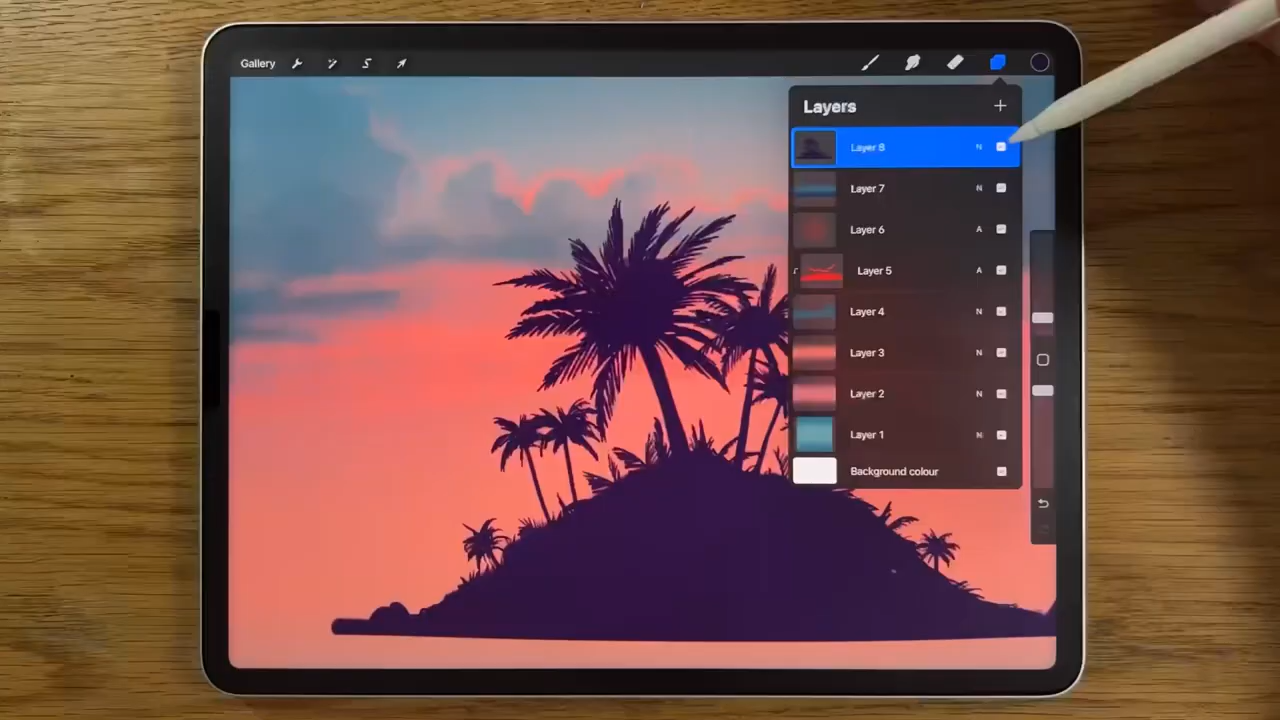 Gallery
Layers
Layer 8 N
Layer 7 N
Layer 6 A
Layer 5 A
Layer 4 N
Layer 3 N
Layer 2 N
Layer 1 N
Background colour